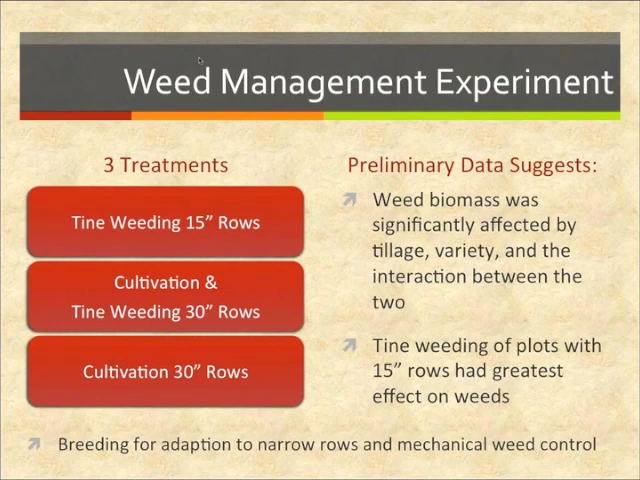 Weed Management Experiment
3 Treatments
Tine Weeding 15” Rows
Cultivation &
Tine Weeding 30” Rows
Cultivation 30” Rows
Preliminary Data Suggests:
Weed biomass was
significantly affected by
tillage, variety, and the
interaction between the
two
Tine weeding of plots with
15” rows had greatest
effect on weeds
Breeding for adaption to narrow rows and mechanical weed control